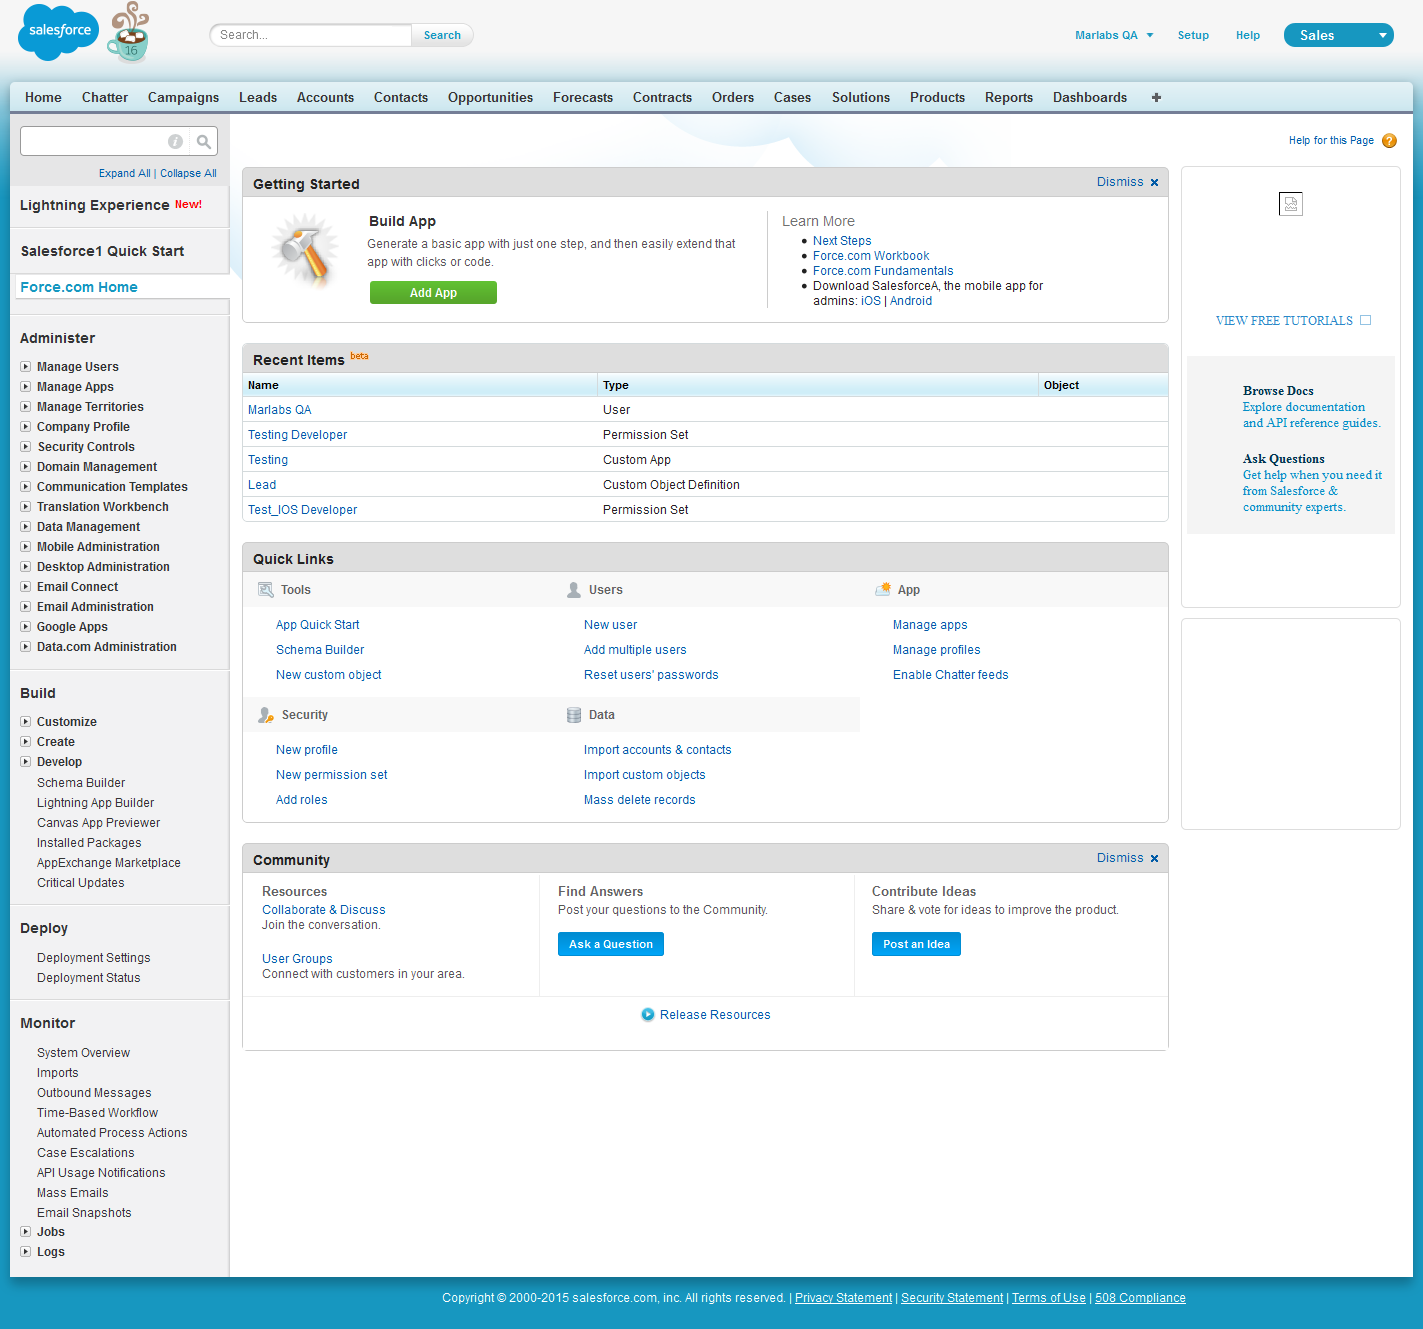 salesforce
16
Search...
Search
Marlabs QA
Setup
Help
Sales
Home
Chatter
Campaigns
Leads
Accounts
Contacts
Opportunities
Forecasts
Contracts
Orders
Cases
Solutions
Products
Reports
Dashboards
+
Expand All | Collapse All
Lightning Experience New!
Salesforce1 Quick Start
Force.com Home
Administer
Manage Users
Manage Apps
Manage Territories
Company Profile
Security Controls
Domain Management
Communication Templates
Translation Workbench
Data Management
Mobile Administration
Desktop Administration
Email Connect
Email Administration
Google Apps
Data.com Administration
Build
Customize
Create
Develop
Schema Builder
Lightning App Builder
Canvas App Previewer
Installed Packages
AppExchange Marketplace
Critical Updates
Deploy
Deployment Settings
Deployment Status
Monitor
System Overview
Imports
Outbound Messages
Time-Based Workflow
Automated Process Actions
Case Escalations
API Usage Notifications
Mass Emails
Email Snapshots
Jobs
Logs
Help for this Page ?
Getting Started
Dismiss x
Build App
Generate a basic app with just one step, and then easily extend that
app with clicks or code.
Add App
Learn More
• Next Steps
• Force.com Workbook
• Force.com Fundamentals
• Download SalesforceA, the mobile app for
admins: iOS | Android
Recent Items beta
Name Type Object
Marlabs QA User
Testing Developer Permission Set
Testing Custom App
Lead Custom Object Definition
Test_IOS Developer Permission Set
Quick Links
Tools
App Quick Start
Schema Builder
New custom object
Users
New user
Add multiple users
Reset users' passwords
App
Manage apps
Manage profiles
Enable Chatter feeds
Security
New profile
New permission set
Add roles
Data
Import accounts & contacts
Import custom objects
Mass delete records
Community
Dismiss x
Resources
Collaborate & Discuss
Join the conversation.
User Groups
Connect with customers in your area.
Find Answers
Post your questions to the Community.
Ask a Question
Contribute Ideas
Share & vote for ideas to improve the product.
Post an Idea
Release Resources
VIEW FREE TUTORIALS
Browse Docs
Explore documentation
and API reference guides.
Ask Questions
Get help when you need it
from Salesforce &
community experts.
Copyright © 2000-2015 salesforce.com, inc. All rights reserved. | Privacy Statement | Security Statement | Terms of Use | 508 Compliance